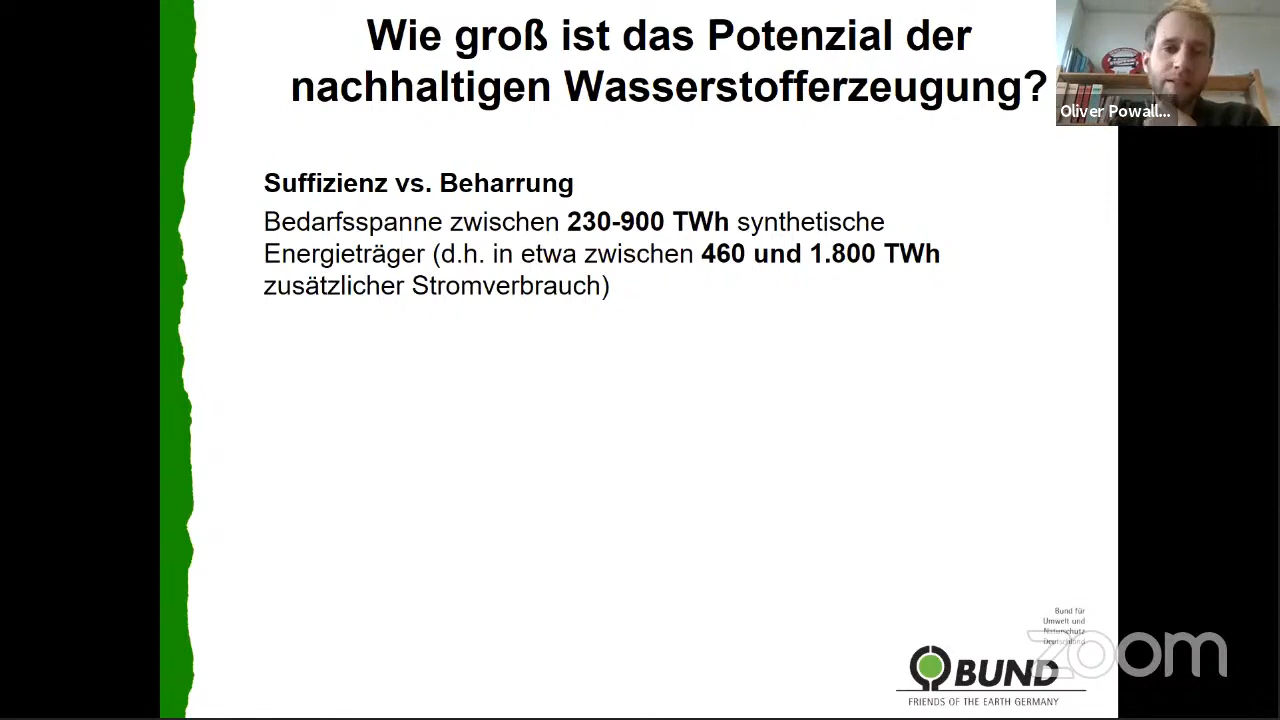 Wie groß ist das Potenzial der
nachhaltigen Wasserstofferzeugung?
Oliver Powall...
Suffizienz vs. Beharrung
Bedarfsspanne zwischen 230-900 TWh synthetische
Energieträger (d.h. in etwa zwischen 460 und 1.800 TWh
zusätzlicher Stromverbrauch)
Bund für
Umwelt und
Naturschutz
Deutschland
zoom
BUND
FRIENDS OF THE EARTH GERMANY